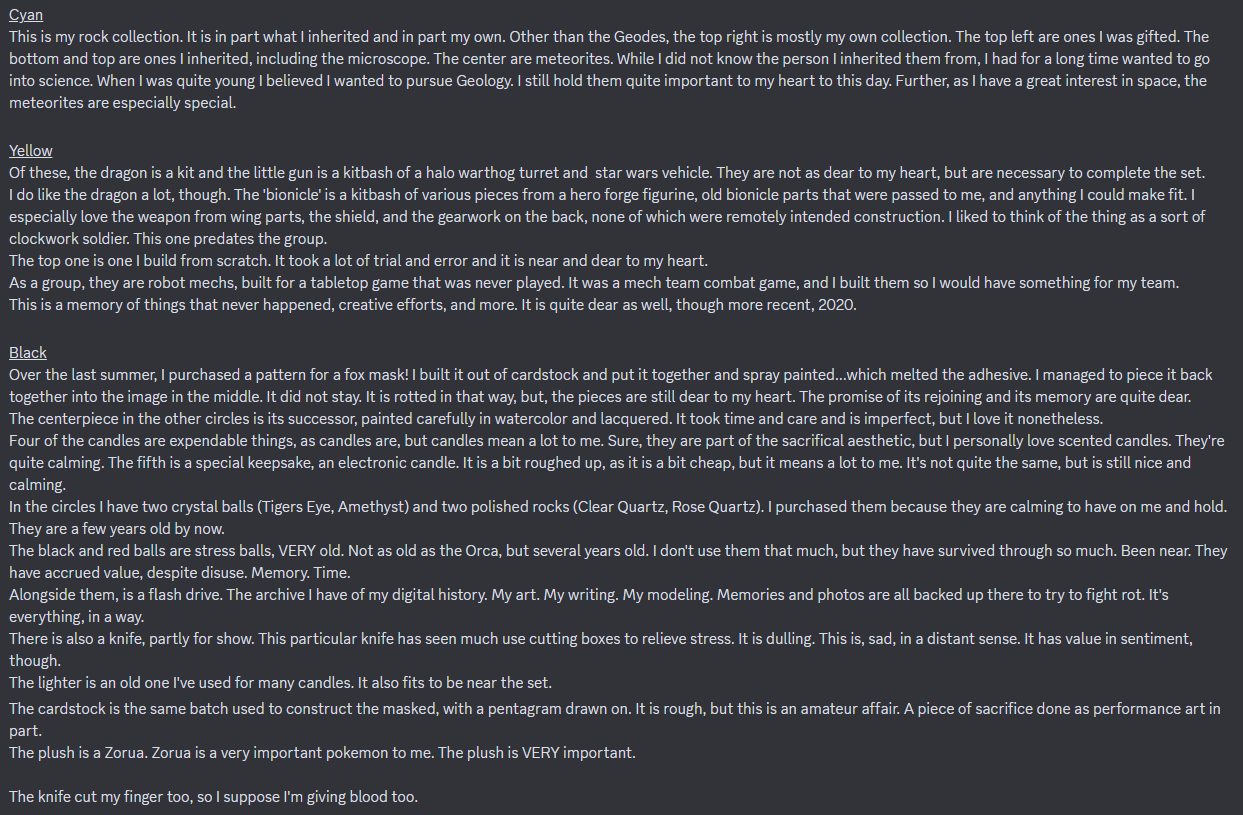 Cyan
This is my rock collection. It is in part what I inherited and in part my own. Other than the Geodes, the top right is mostly my own collection. The top left are ones I was gifted. The
bottom and top are ones I inherited, including the microscope. The center are meteorites. While I did not know the person I inherited them from, I had for a long time wanted to go
into science. When I was quite young I believed I wanted to pursue Geology. I still hold them quite important to my heart to this day. Further, as I have a great interest in space, the
meteorites are especially special.
Yellow
Of these, the dragon is a kit and the little gun is a kitbash of a halo warthog turret and  star wars vehicle. They are not as dear to my heart, but are necessary to complete the set.
I do like the dragon a lot, though. The 'bionicle' is a kitbash of various pieces from a hero forge figurine, old bionicle parts that were passed to me, and anything I could make fit. I
especially love the weapon from wing parts, the shield, and the gearwork on the back, none of which were remotely intended construction. I liked to think of the thing as a sort of
clockwork soldier. This one predates the group.
The top one is one I build from scratch. It took a lot of trial and error and it is near and dear to my heart.
As a group, they are robot mechs, built for a tabletop game that was never played. It was a mech team combat game, and I built them so I would have something for my team.
This is a memory of things that never happened, creative efforts, and more. It is quite dear as well, though more recent, 2020.
Black
Over the last summer, I purchased a pattern for a fox mask! I built it out of cardstock and put it together and spray painted...which melted the adhesive. I managed to piece it back
together into the image in the middle. It did not stay. It is rotted in that way, but, the pieces are still dear to my heart. The promise of its rejoining and its memory are quite dear.
The centerpiece in the other circles is its successor, painted carefully in watercolor and lacquered. It took time and care and is imperfect, but I love it nonetheless.
Four of the candles are expendable things, as candles are, but candles mean a lot to me. Sure, they are part of the sacrifical aesthetic, but I personally love scented candles. They're
quite calming. The fifth is a special keepsake, an electronic candle. It is a bit roughed up, as it is a bit cheap, but it means a lot to me. It's not quite the same, but is still nice and
calming.
In the circles I have two crystal balls (Tigers Eye, Amethyst) and two polished rocks (Clear Quartz, Rose Quartz). I purchased them because they are calming to have on me and hold.
They are a few years old by now.
The black and red balls are stress balls, VERY old. Not as old as the Orca, but several years old. I don't use them that much, but they have survived through so much. Been near. They
have accrued value, despite disuse. Memory. Time.
Alongside them, is a flash drive. The archive I have of my digital history. My art. My writing. My modeling. Memories and photos are all backed up there to try to fight rot. It's
everything, in a way.
There is also a knife, partly for show. This particular knife has seen much use cutting boxes to relieve stress. It is dulling. This is, sad, in a distant sense. It has value in sentiment,
though.
The lighter is an old one I've used for many candles. It also fits to be near the set.
The cardstock is the same batch used to construct the masked, with a pentagram drawn on. It is rough, but this is an amateur affair. A piece of sacrifice done as performance art in
part.
The plush is a Zorua. Zorua is a very important pokemon to me. The plush is VERY important.
The knife cut my finger too, so I suppose I'm giving blood too.